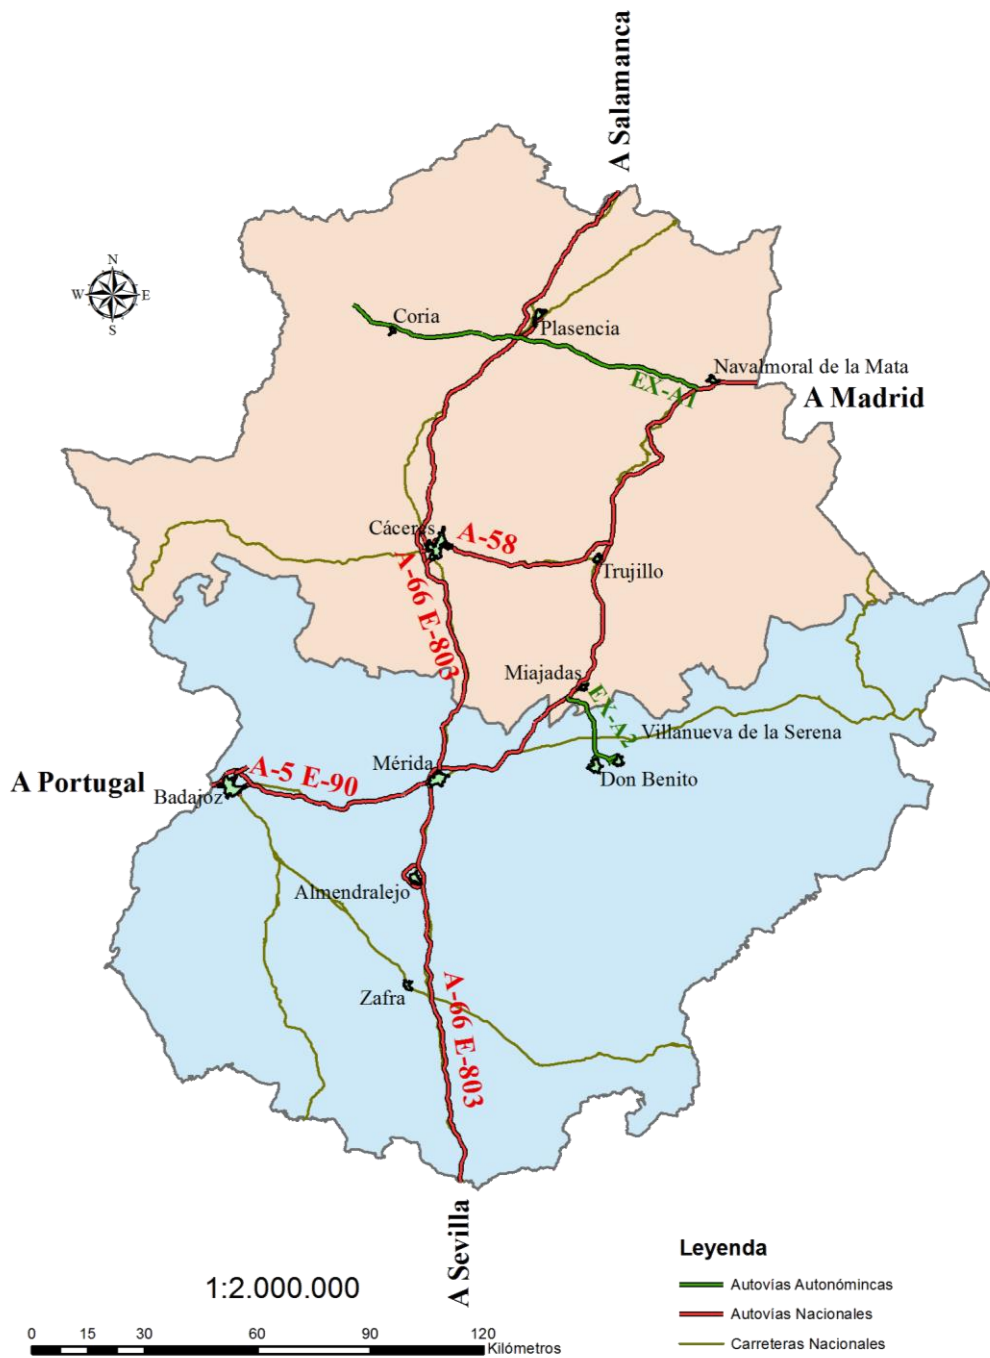 A Salamanca
N
W
E
S
Coria
Plasencia
Navalmoral de la Mata
EX-A1
A Madrid
Cáceres
A-58
Trujillo
A-66 E-803
Miajadas
EX-A2
Villanueva de la Serena
Mérida
A-5 E-90
A Portugal
Badajoz
Don Benito
Almendralejo
Zafra
A-66 E-803
A Sevilla
Leyenda
1:2.000.000
Autovías Autonómincas
Autovías Nacionales
Carreteras Nacionales
0 15 30 60 90 120
Kilómetros